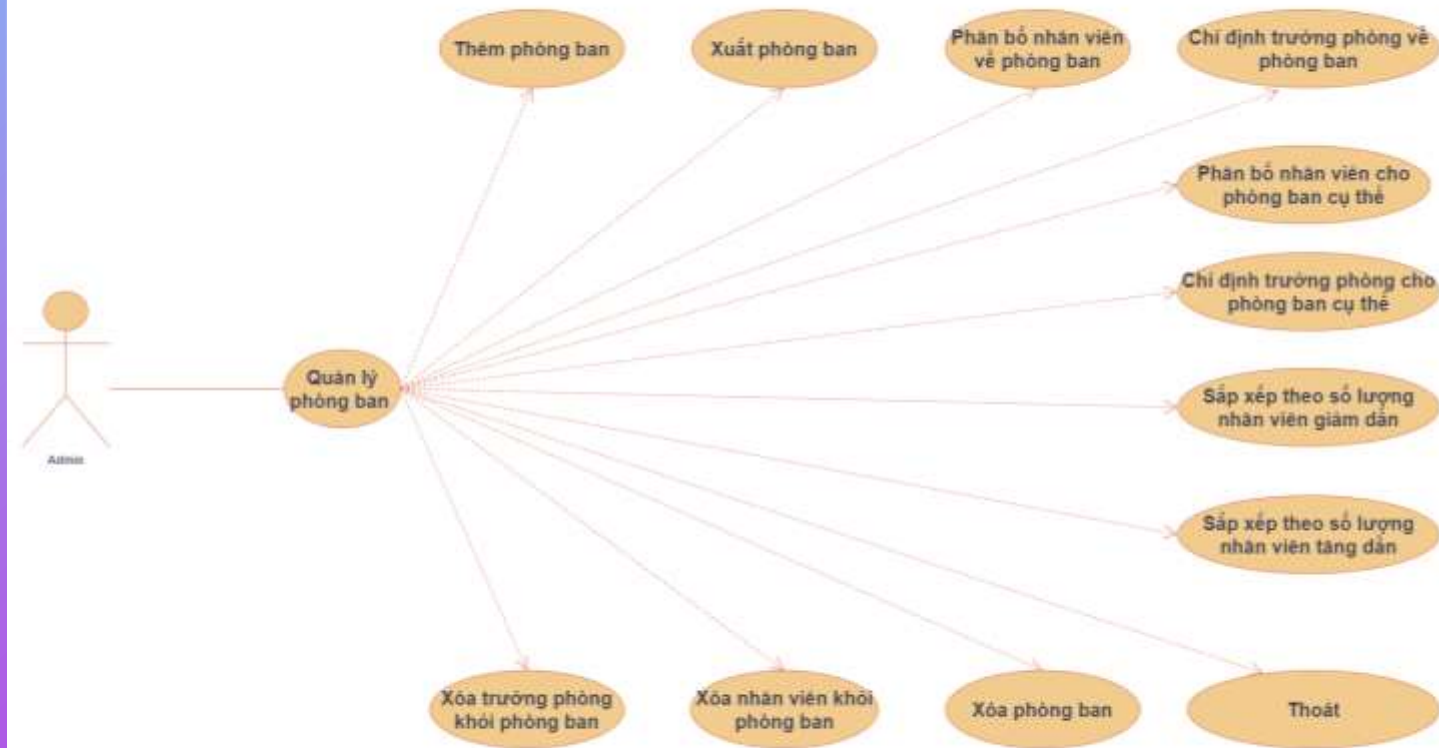 Thêm phòng ban
Xuất phòng ban
Phân bổ nhân viên
về phòng ban
Chỉ định trưởng phòng về
phòng ban
Phân bổ nhân viên cho
phòng ban cụ thể
Chỉ định trưởng phòng cho
phòng ban cụ thể
Quản lý
phòng ban
Admin
Sắp xếp theo số lượng
nhân viên giảm dần
Sắp xếp theo số lượng
nhân viên tăng dần
Xóa trưởng phòng
khỏi phòng ban
Xóa nhân viên khỏi
phòng ban
Xóa phòng ban
Thoát